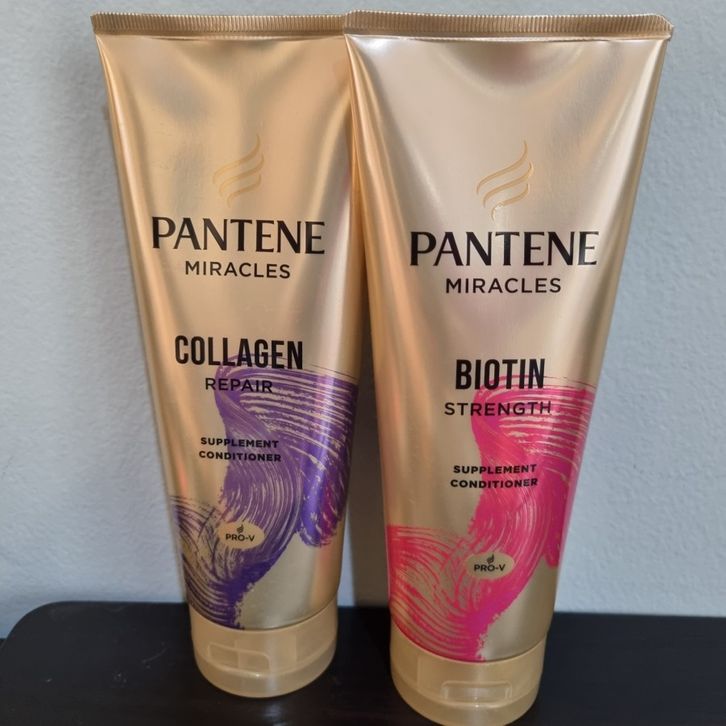 PANTENE
MIRACLES
COLLAGEN
REPAIR
SUPPLEMENT
CONDITIONER
PRO-V
PANTENE
MIRACLES
BIOTIN
STRENGTH
SUPPLEMENT
CONDITIONER
PRO-V